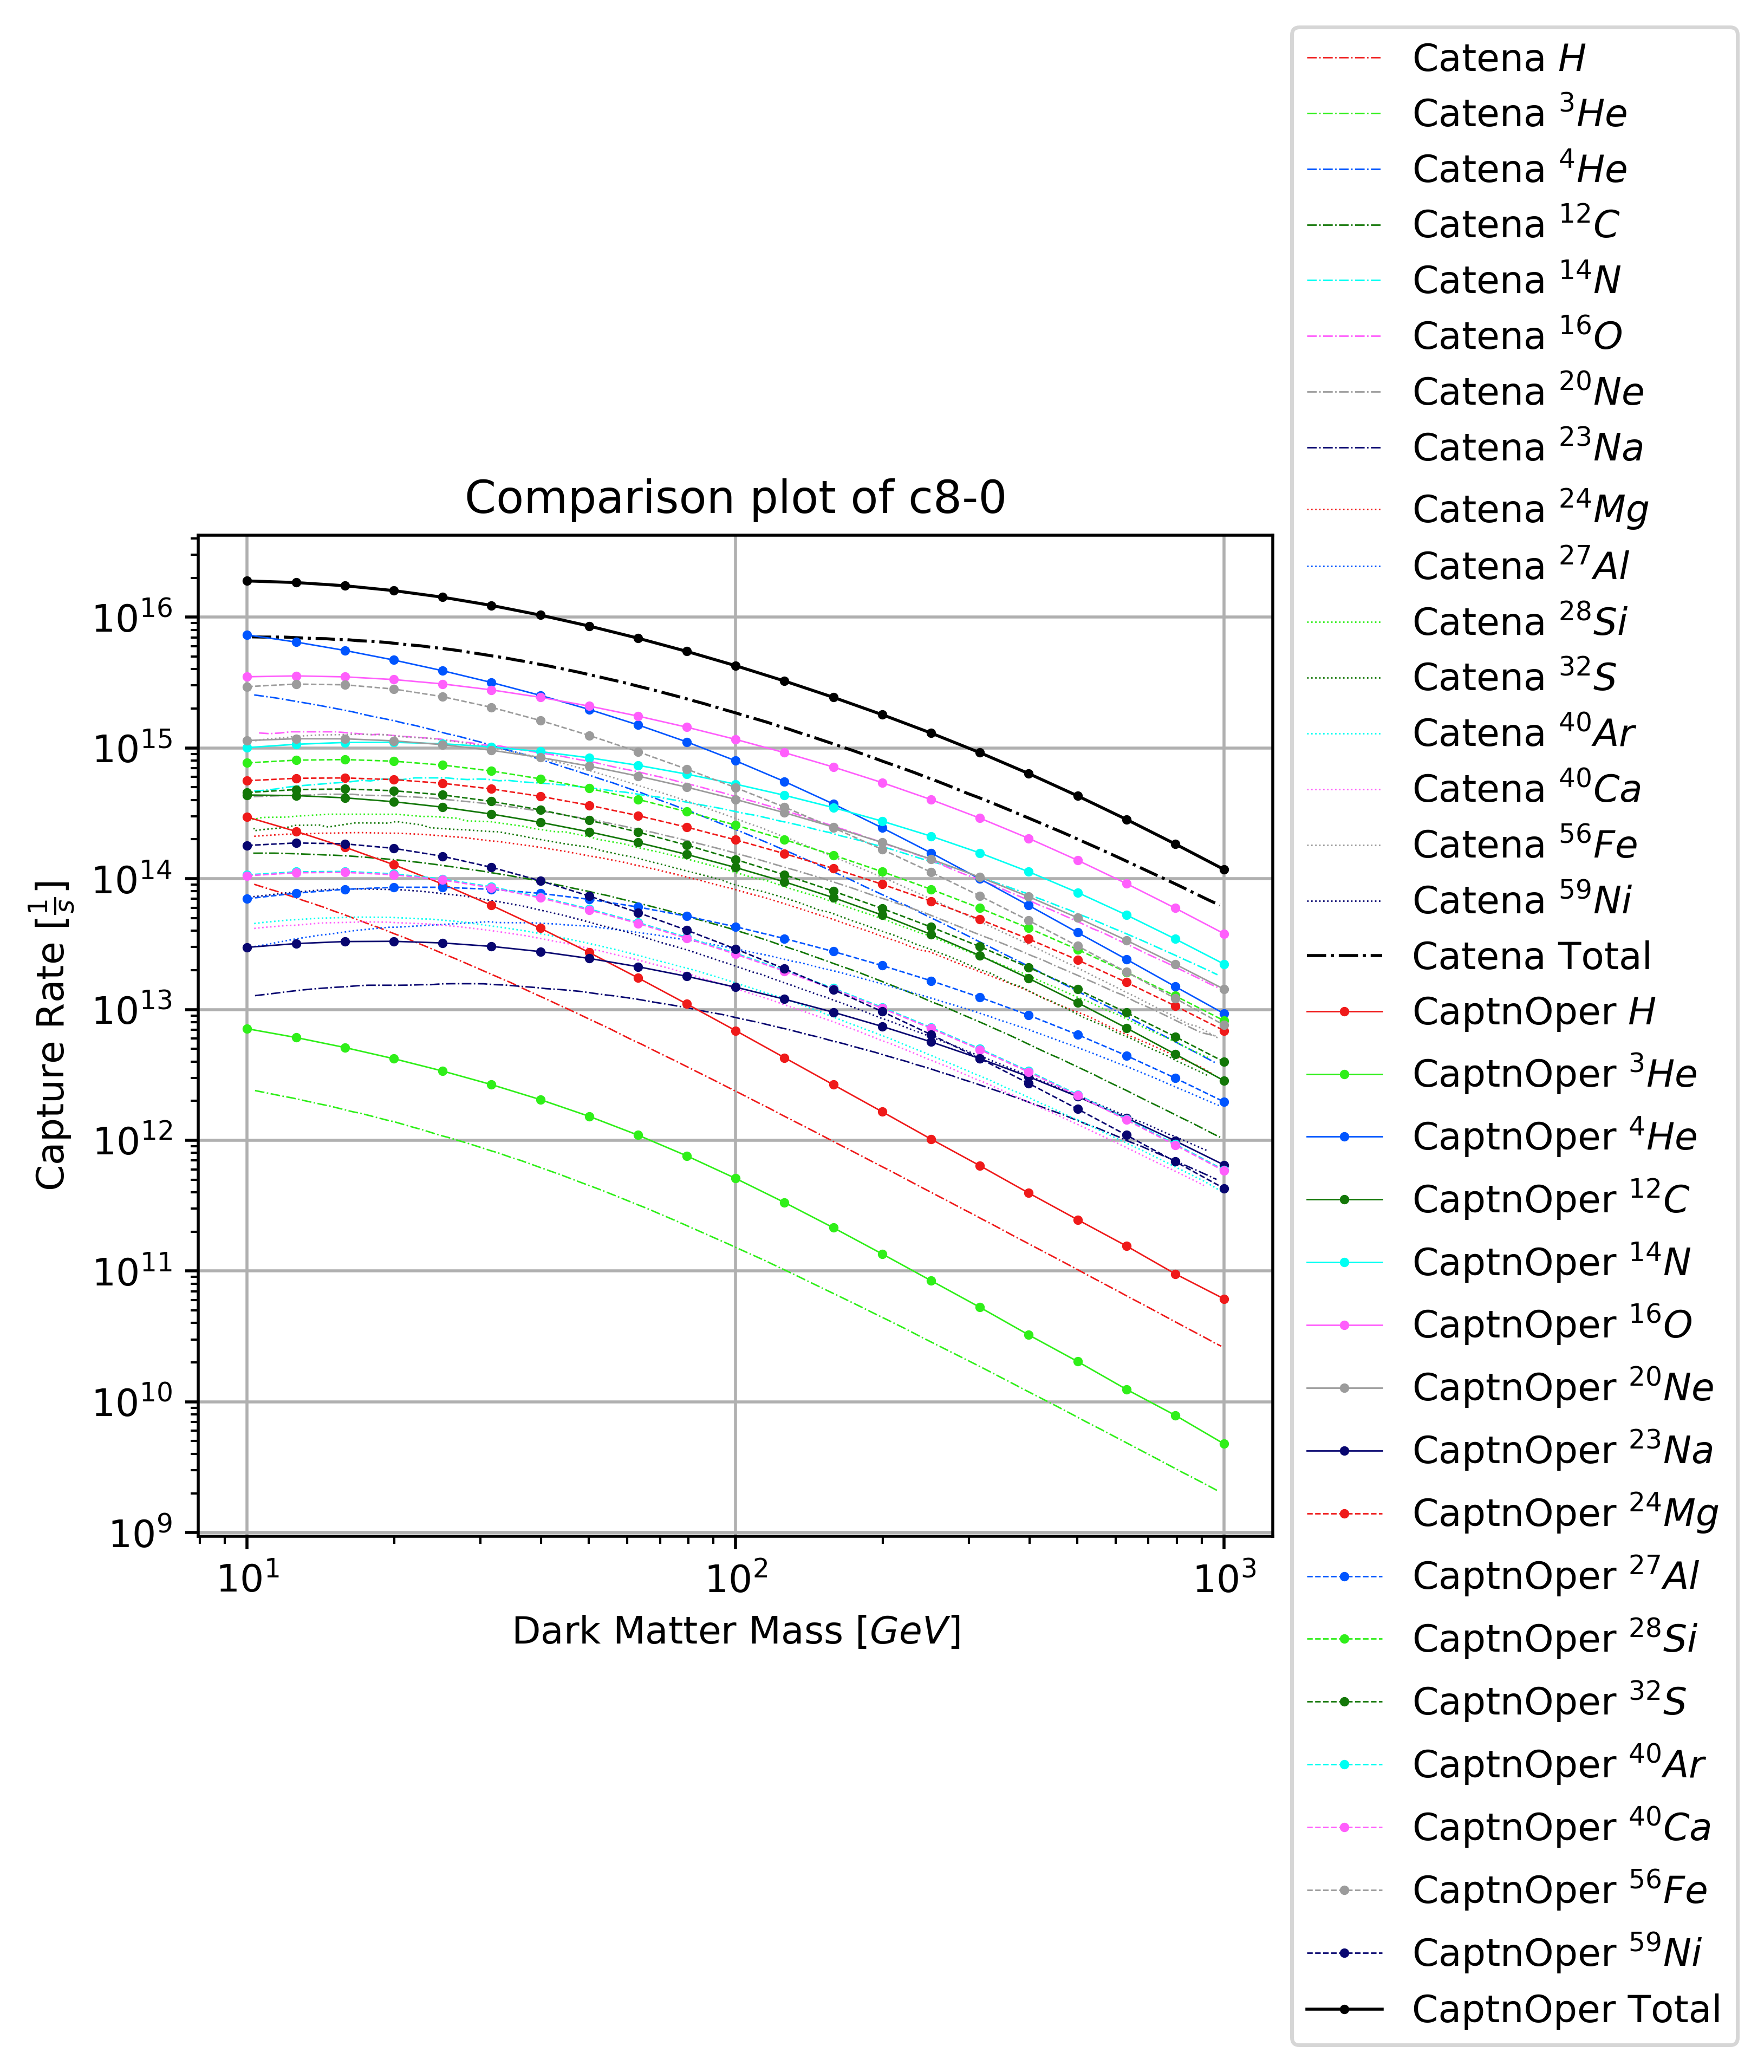 Comparison plot of c8-0
Capture Rate [1/s]
10^16
10^15
10^14
10^13
10^12
10^11
10^10
10^9
10^1
10^2
10^3
Dark Matter Mass [GeV]
Catena H
Catena ^3He
Catena ^4He
Catena ^12C
Catena ^14N
Catena ^16O
Catena ^20Ne
Catena ^23Na
Catena ^24Mg
Catena ^27Al
Catena ^28Si
Catena ^32S
Catena ^40Ar
Catena ^40Ca
Catena ^56Fe
Catena ^59Ni
Catena Total
CaptnOper H
CaptnOper ^3He
CaptnOper ^4He
CaptnOper ^12C
CaptnOper ^14N
CaptnOper ^16O
CaptnOper ^20Ne
CaptnOper ^23Na
CaptnOper ^24Mg
CaptnOper ^27Al
CaptnOper ^28Si
CaptnOper ^32S
CaptnOper ^40Ar
CaptnOper ^40Ca
CaptnOper ^56Fe
CaptnOper ^59Ni
CaptnOper Total